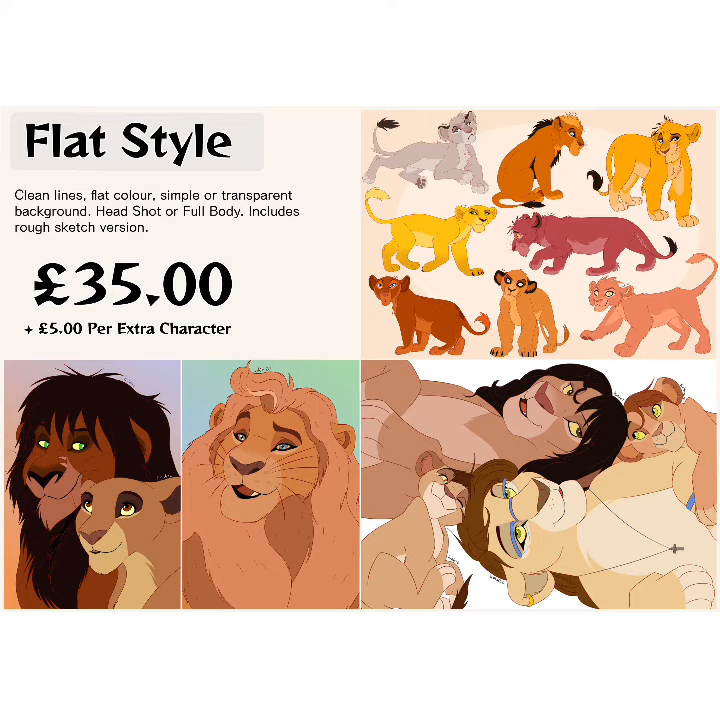 Flat Style
Clean lines, flat colour, simple or transparent
background. Head Shot or Full Body. Includes
rough sketch version.
£35.00
+ £5.00 Per Extra Character